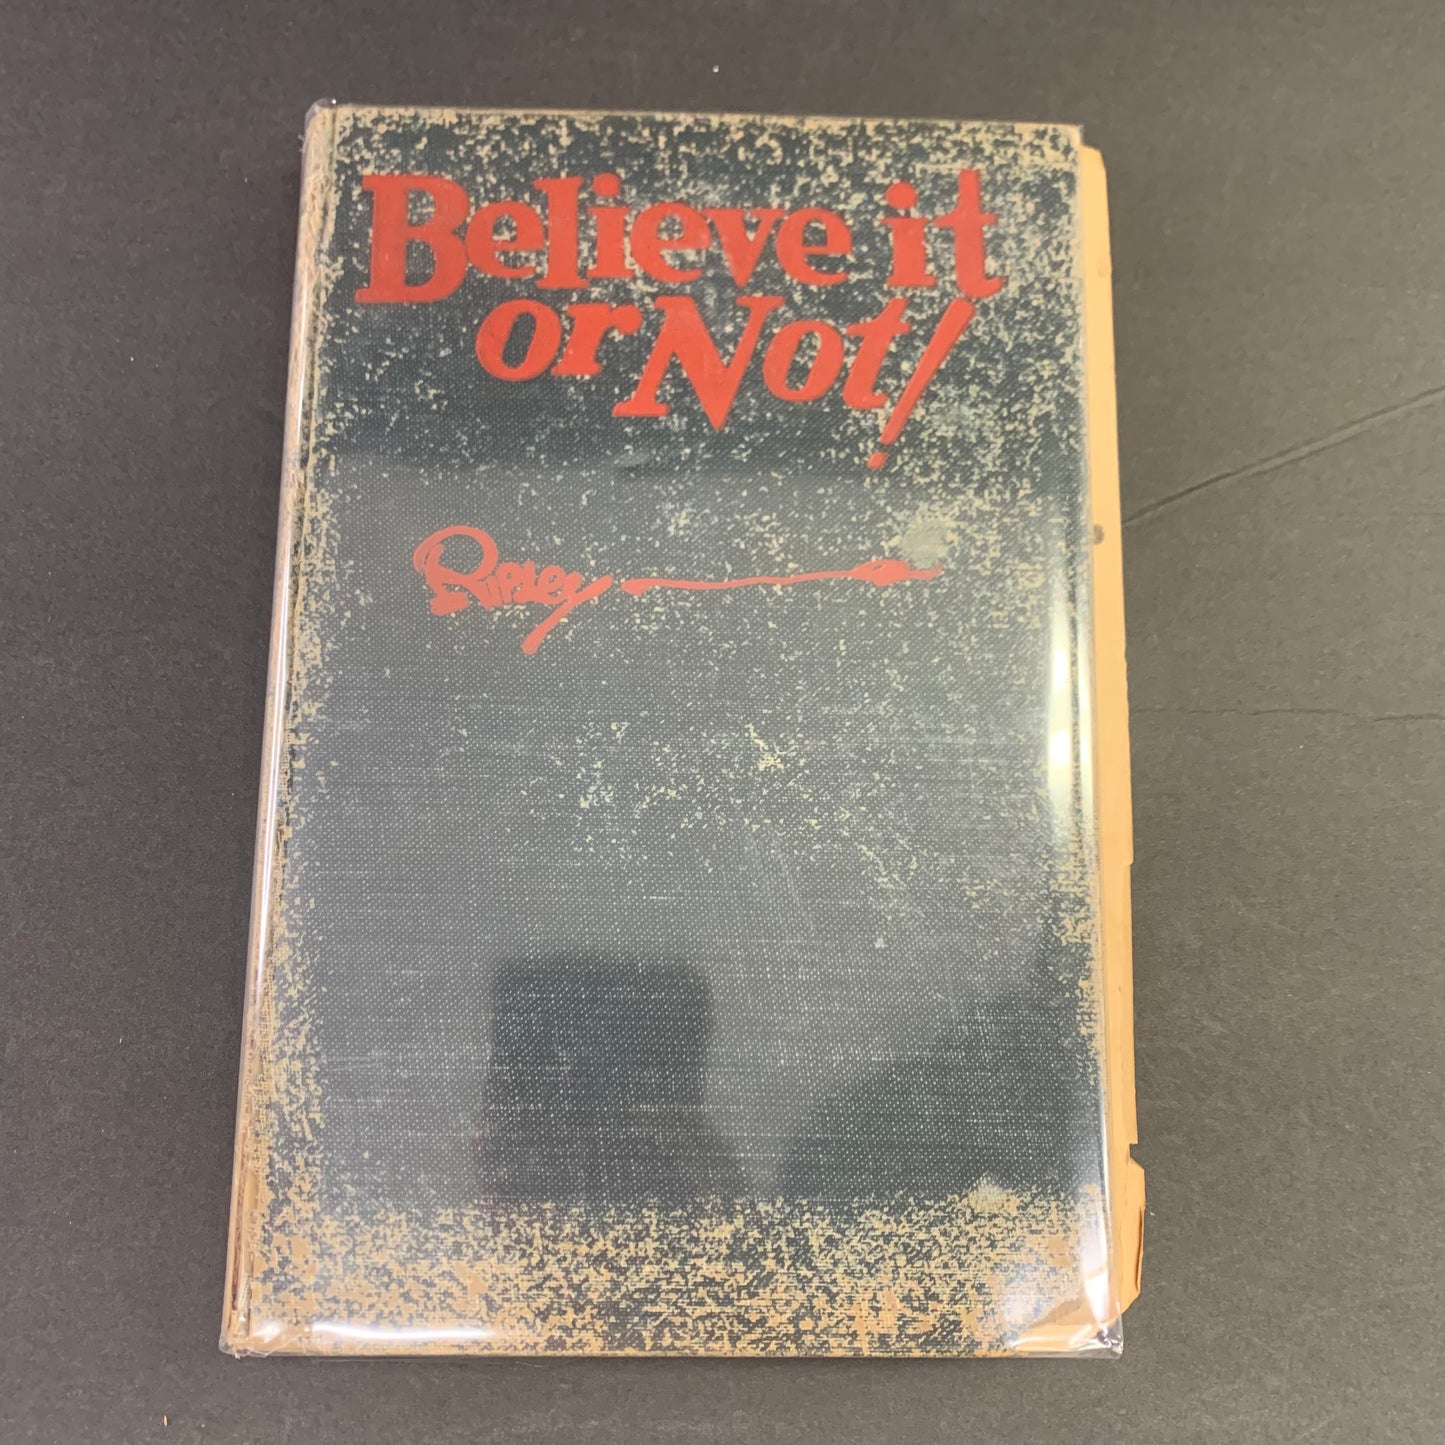 Believe it
or Not!
Ripley